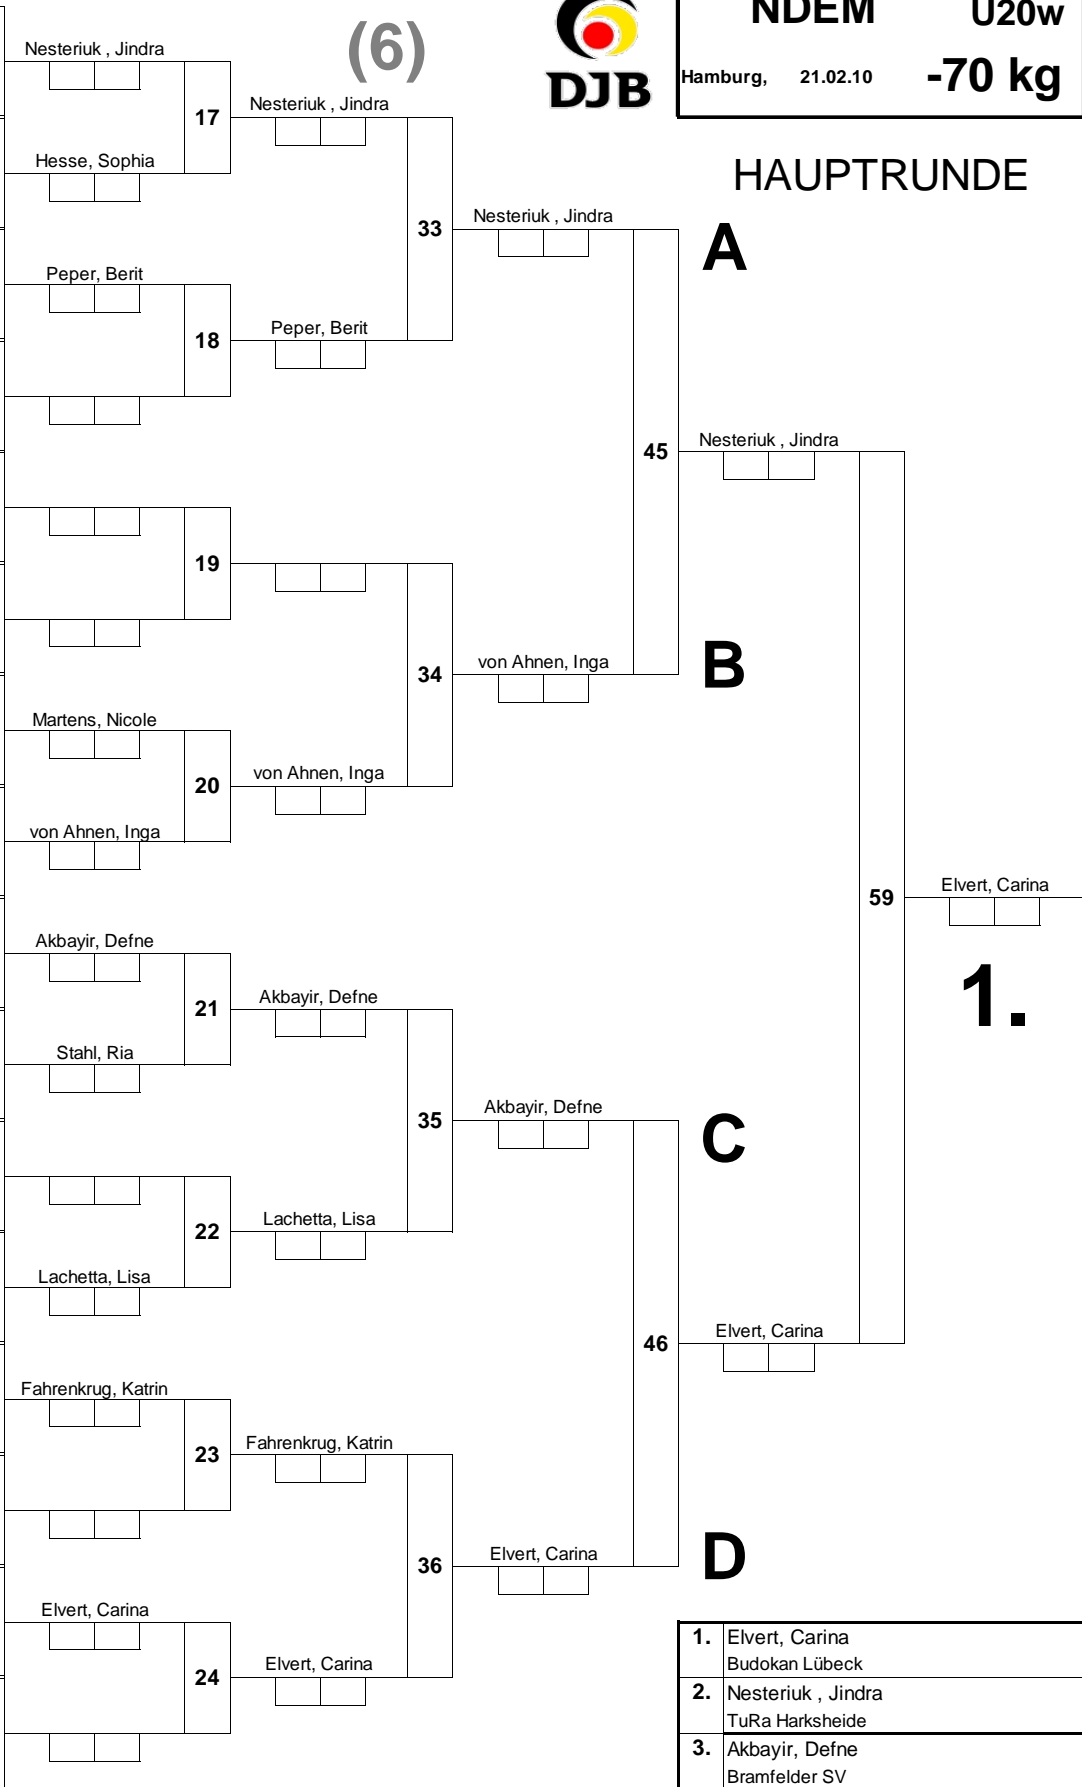 (6)
DJB
NDEM U20w
Hamburg, 21.02.10 -70 kg
HAUPTRUNDE
Nesteriuk , Jindra
17
Hesse, Sophia
Nesteriuk , Jindra
33
Peper, Berit
18
Peper, Berit
Nesteriuk , Jindra
A
45
Nesteriuk , Jindra
19
34
von Ahnen, Inga
B
Martens, Nicole
20
von Ahnen, Inga
von Ahnen, Inga
59
Elvert, Carina
1.
Akbayir, Defne
21
Akbayir, Defne
Stahl, Ria
35
Akbayir, Defne
C
22
Lachetta, Lisa
Lachetta, Lisa
46
Elvert, Carina
Fahrenkrug, Katrin
23
Fahrenkrug, Katrin
36
Elvert, Carina
D
Elvert, Carina
24
Elvert, Carina
1. Elvert, Carina
Budokan Lübeck
2. Nesteriuk , Jindra
TuRa Harksheide
3. Akbayir, Defne
Bramfelder SV